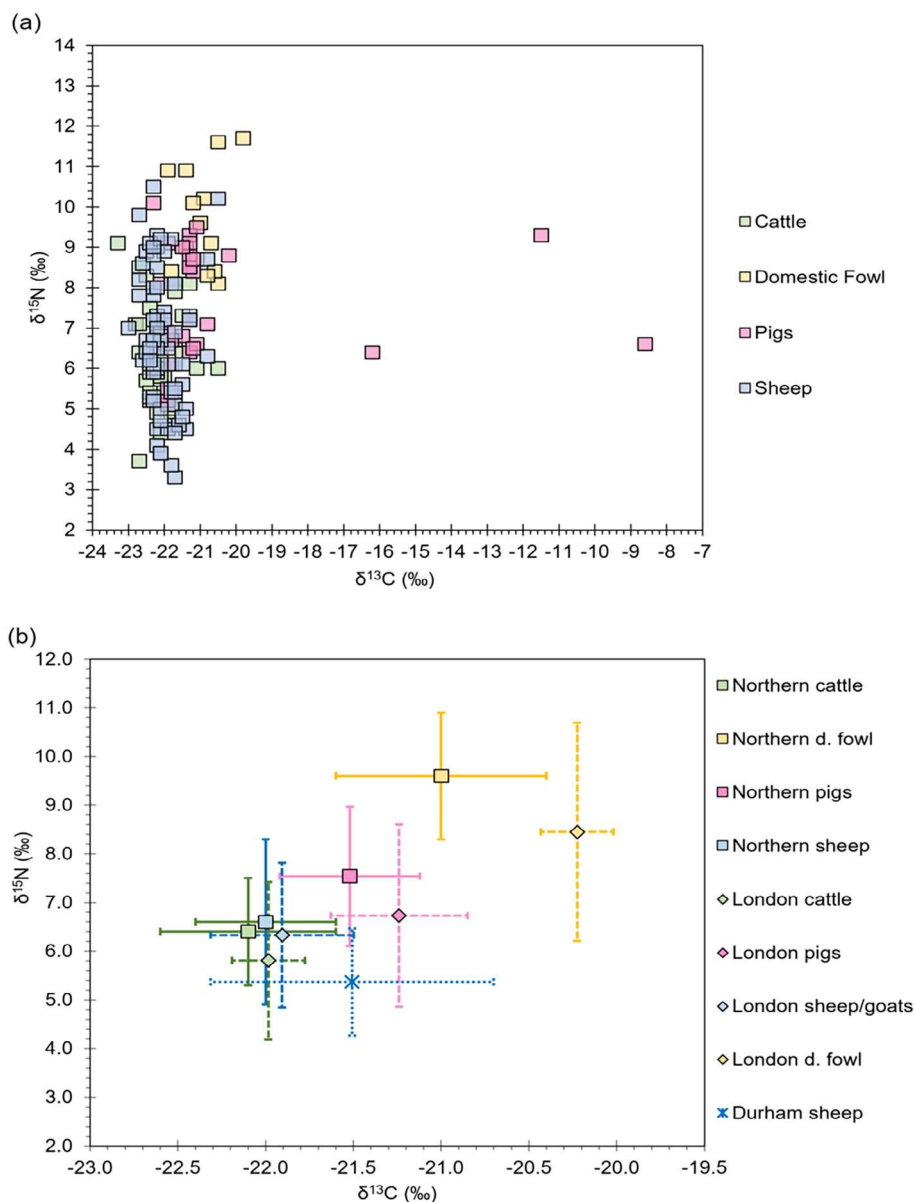 (a)
14
13
12
11
10
9
8
7
6
5
4
3
2
δ¹⁵N (‰)
-24 -23 -22 -21 -20 -19 -18 -17 -16 -15 -14 -13 -12 -11 -10 -9 -8 -7
δ¹³C (‰)
Cattle
Domestic Fowl
Pigs
Sheep
(b)
12.0
11.0
10.0
9.0
8.0
7.0
6.0
5.0
4.0
3.0
2.0
δ¹⁵N (‰)
-23.0 -22.5 -22.0 -21.5 -21.0 -20.5 -20.0 -19.5
δ¹³C (‰)
Northern cattle
Northern d. fowl
Northern pigs
Northern sheep
London cattle
London pigs
London sheep/goats
London d. fowl
Durham sheep